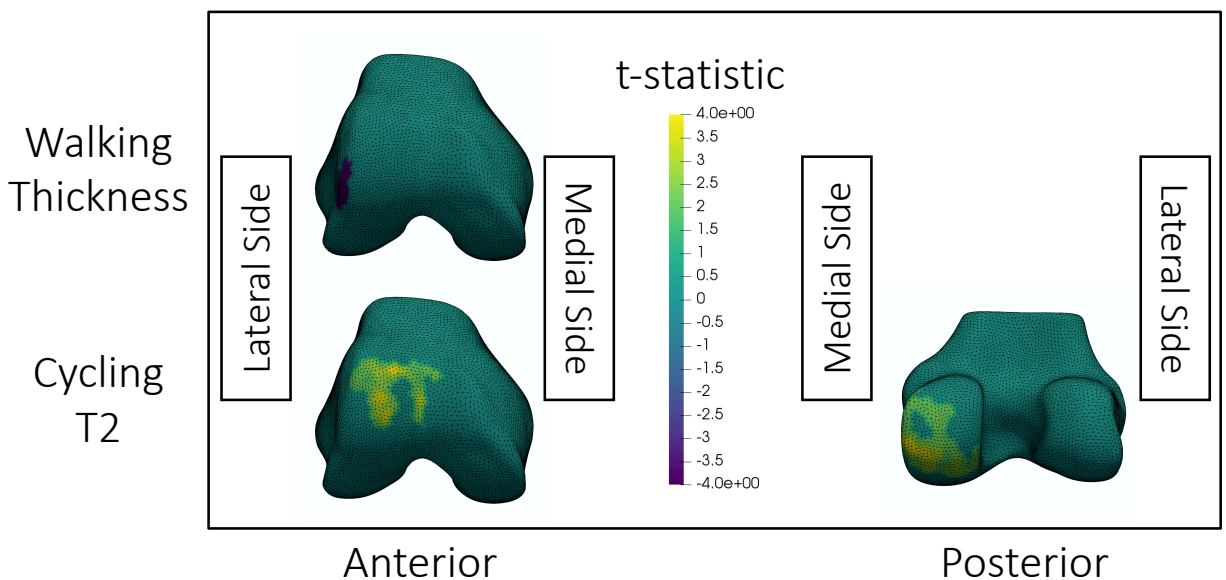 t-statistic
Walking
Thickness
Lateral Side
Medial Side
4.0e+00
3.5
3
2.5
2
1.5
1
0.5
0
-0.5
-1
-1.5
-2
-2.5
-3
-3.5
-4.0e+00
Medial Side
Lateral Side
Cycling
T2
Anterior
Posterior